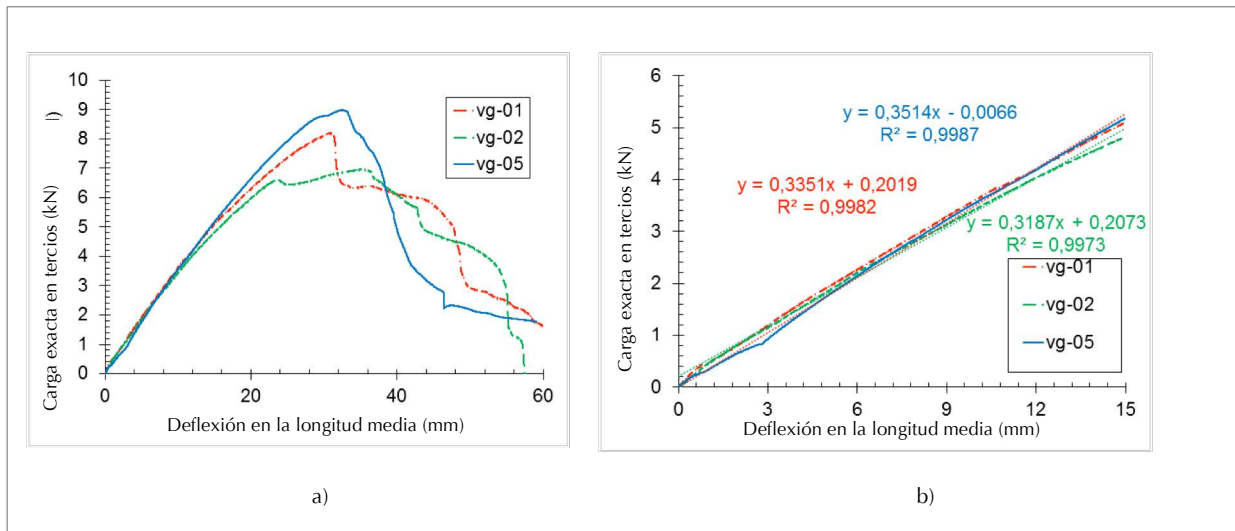 10
9
8
7
6
5
4
3
2
1
0
Carga exacta en tercios (kN)
vg-01
vg-02
vg-05
0
20
40
60
Deflexión en la longitud media (mm)
a)
6
5
4
3
2
1
0
Carga exacta en tercios (kN)
y = 0,3514x - 0,0066
R² = 0,9987
y = 0,3351x + 0,2019
R² = 0,9982
y = 0,3187x + 0,2073
R² = 0,9973
vg-01
vg-02
vg-05
0
3
6
9
12
15
Deflexión en la longitud media (mm)
b)